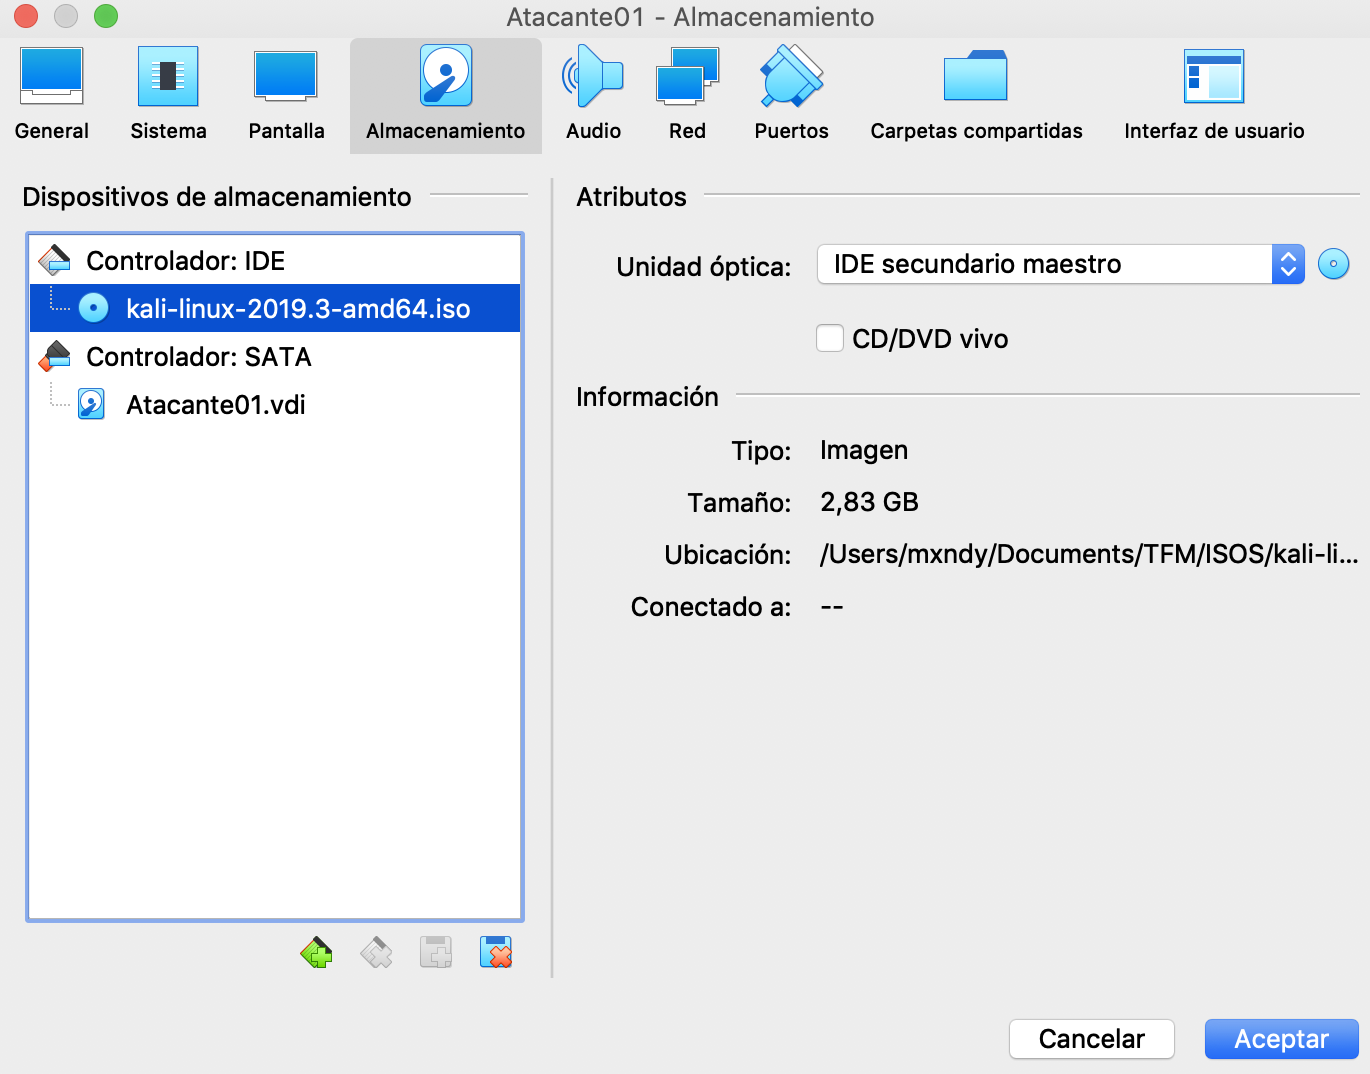 Atacante01 - Almacenamiento
General
Sistema
Pantalla
Almacenamiento
Audio
Red
Puertos
Carpetas compartidas
Interfaz de usuario
Dispositivos de almacenamiento
Controlador: IDE
kali-linux-2019.3-amd64.iso
Controlador: SATA
Atacante01.vdi
Atributos
Unidad óptica: IDE secundario maestro
CD/DVD vivo
Información
Tipo: Imagen
Tamaño: 2,83 GB
Ubicación: /Users/mxndy/Documents/TFM/ISOS/kali-li...
Conectado a: --
Cancelar
Aceptar